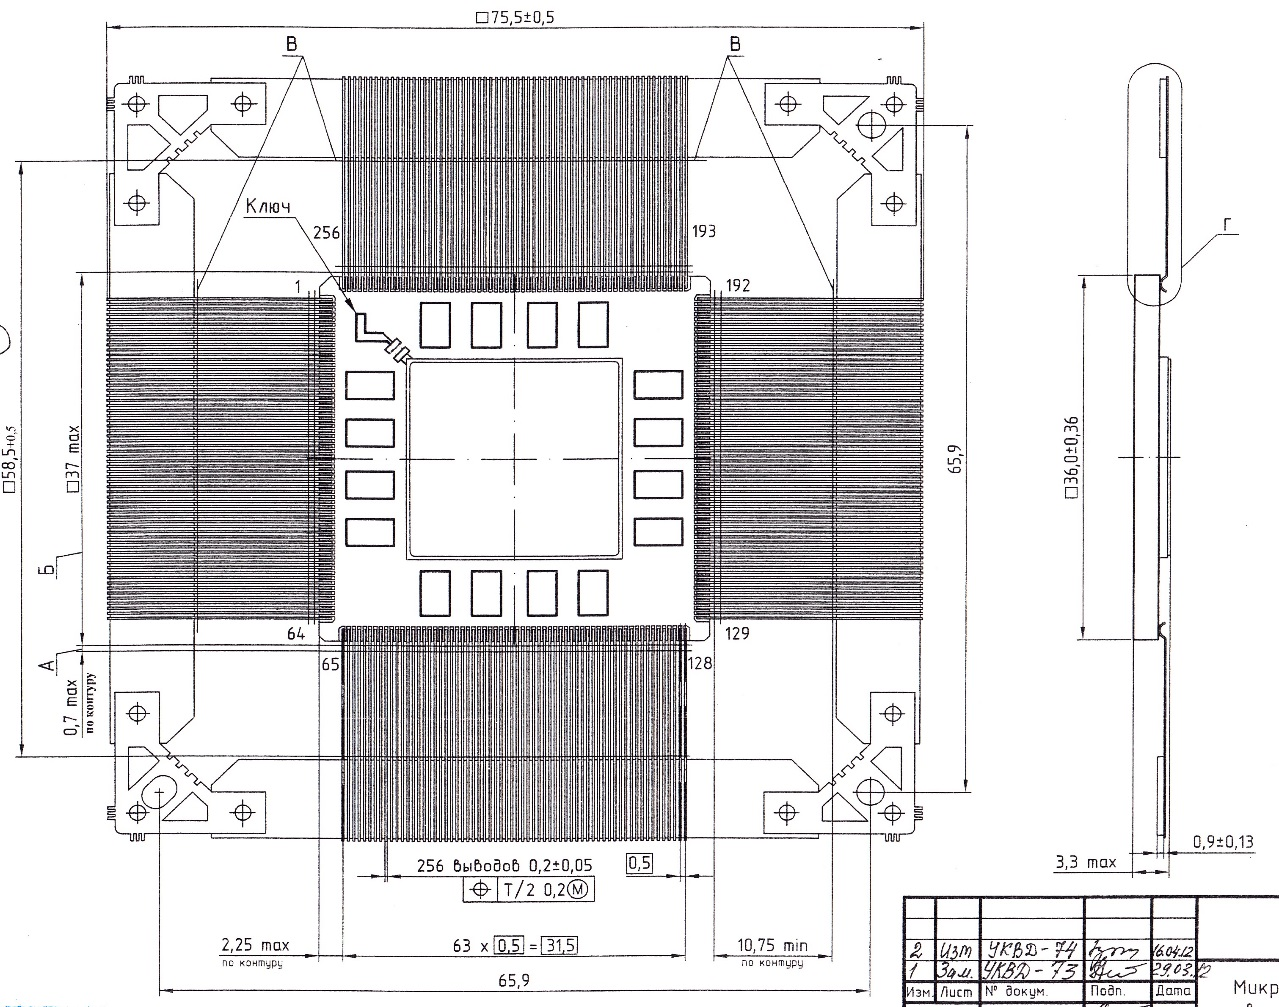 □75,5±0,5
В
В
Ключ
256
193
Г
1
192
□58,5±0,5
□37 max
65,9
□36,0±0,36
Б
64
129
А
65
128
0,7 max
по контуру
256 выводов 0,2±0,05
0,5
⌖ Т/2 0,2Ⓜ
0,9±0,13
3,3 max
2,25 max
по контуру
63 x 0,5 = 31,5
10,75 min
по контуру
65,9
2 Изм УКВД-74 16.04.12
1 Зам. УКВД-73 29.03.12
Изм. Лист № докум. Подп. Дата
Микр